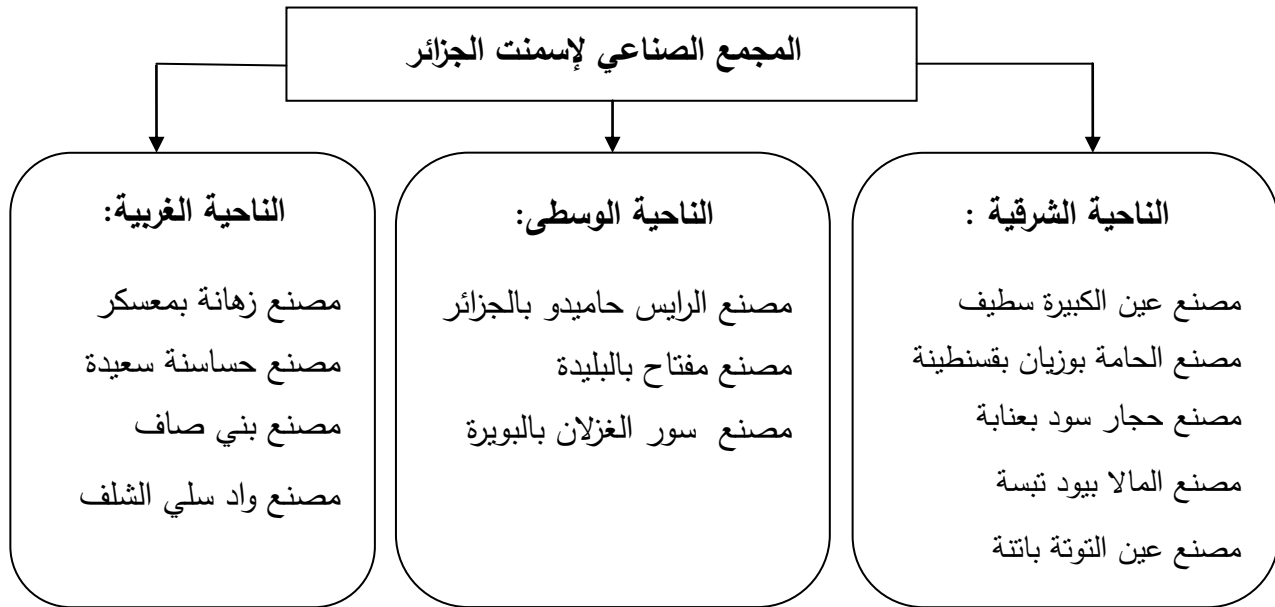 المجمع الصناعي لإسمنت الجزائر
الناحية الشرقية :
مصنع عين الكبيرة سطيف
مصنع الحامة بوزيان بقسنطينة
مصنع حجار سود بعنابة
مصنع المالا بيود تبسة
مصنع عين التوتة باتنة
الناحية الوسطى:
مصنع الرايس حاميدو بالجزائر
مصنع مفتاح بالبليدة
مصنع سور الغزلان بالبويرة
الناحية الغربية:
مصنع زهانة بمعسكر
مصنع حساسنة سعيدة
مصنع بني صاف
مصنع واد سلي الشلف